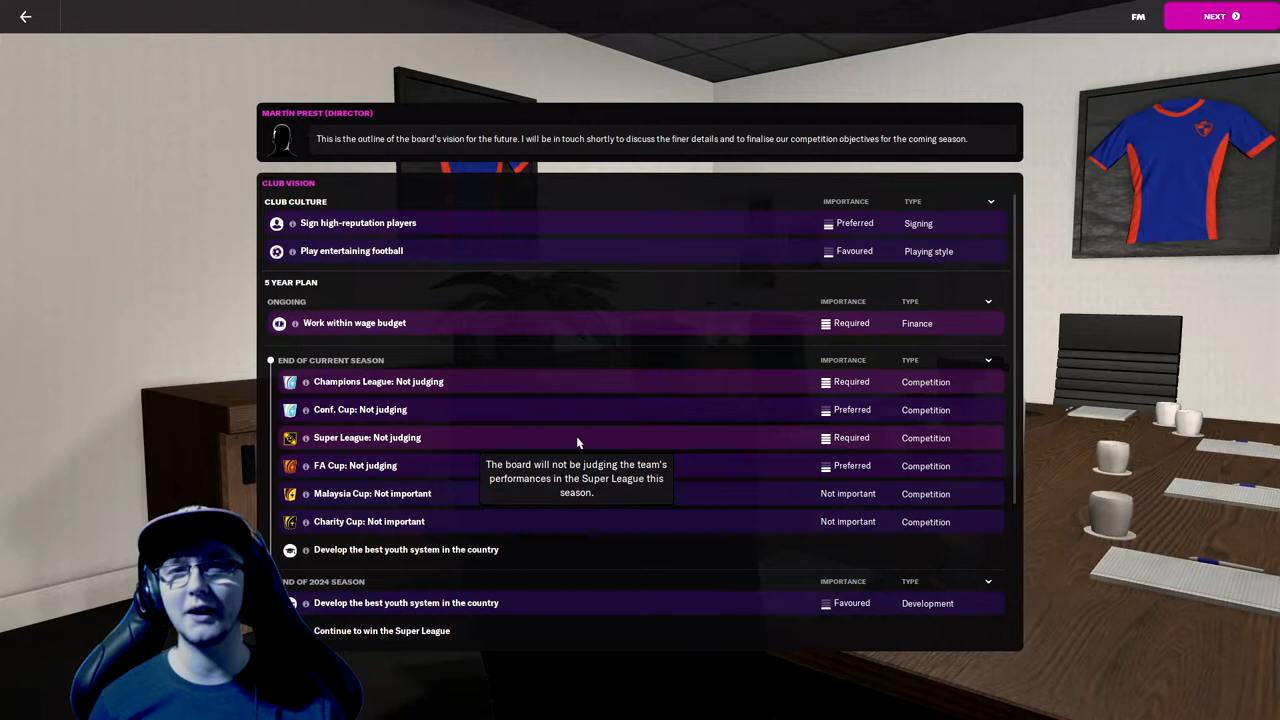 FM
NEXT
MARTÍN PREST (DIRECTOR)
This is the outline of the board's vision for the future. I will be in touch shortly to discuss the finer details and to finalise our competition objectives for the coming season.
CLUB VISION
CLUB CULTURE IMPORTANCE TYPE
Sign high-reputation players Preferred Signing
Play entertaining football Favoured Playing style
5 YEAR PLAN
ONGOING IMPORTANCE TYPE
Work within wage budget Required Finance
END OF CURRENT SEASON IMPORTANCE TYPE
Champions League: Not judging Required Competition
Conf. Cup: Not judging Preferred Competition
Super League: Not judging Required Competition
The board will not be judging the team's
performances in the Super League this
season.
FA Cup: Not judging Preferred Competition
Malaysia Cup: Not important Not important Competition
Charity Cup: Not important Not important Competition
Develop the best youth system in the country
END OF 2024 SEASON IMPORTANCE TYPE
Develop the best youth system in the country Favoured Development
Continue to win the Super League